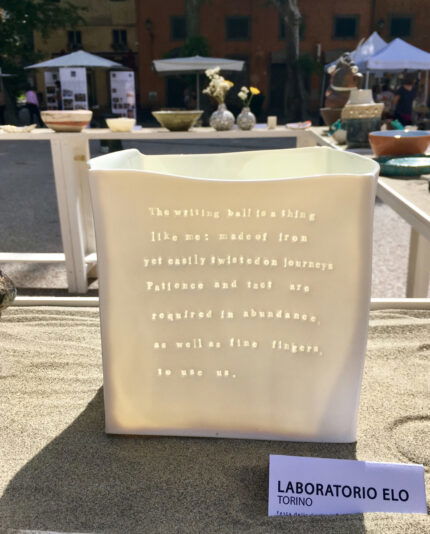 The writing ball is a thing
like me: made of iron
yet easily twisted on journeys
Patience and tact are
required in abundance,
as well as fine fingers,
to use us.
LABORATORIO ELO
TORINO